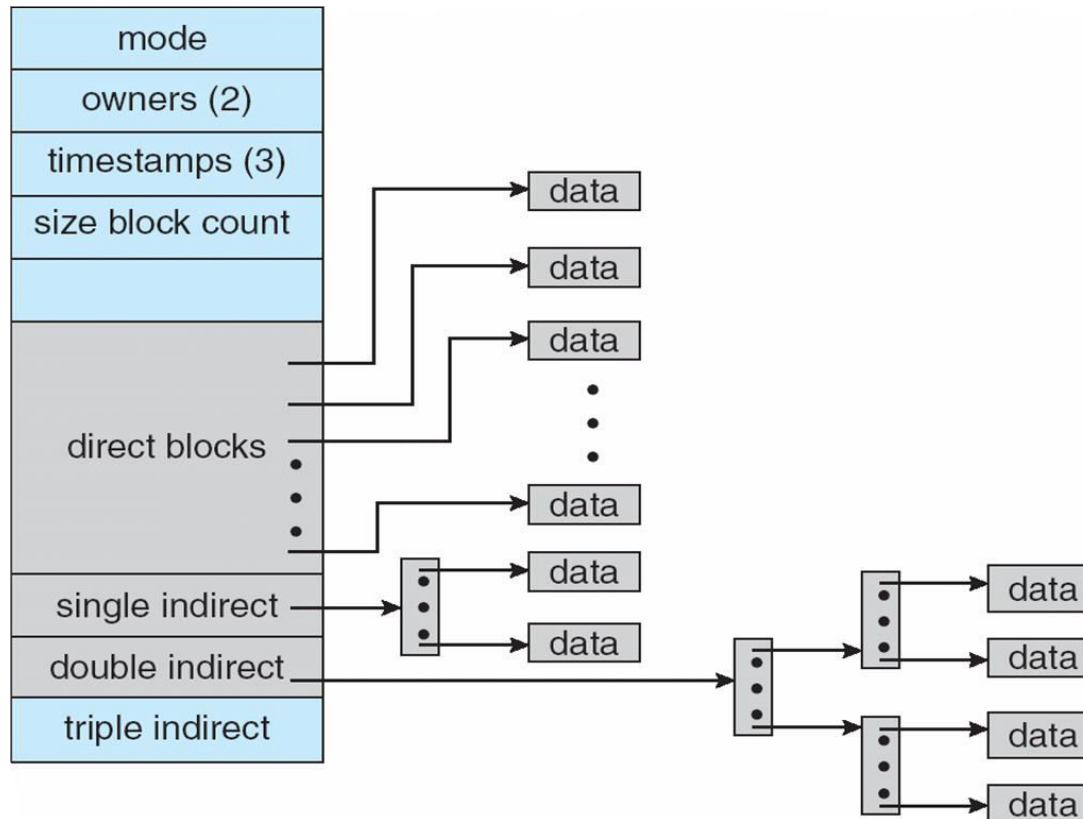 mode
owners (2)
timestamps (3)
data
size block count
data
data
direct blocks
data
data
single indirect
data
data
double indirect
data
triple indirect
data
data